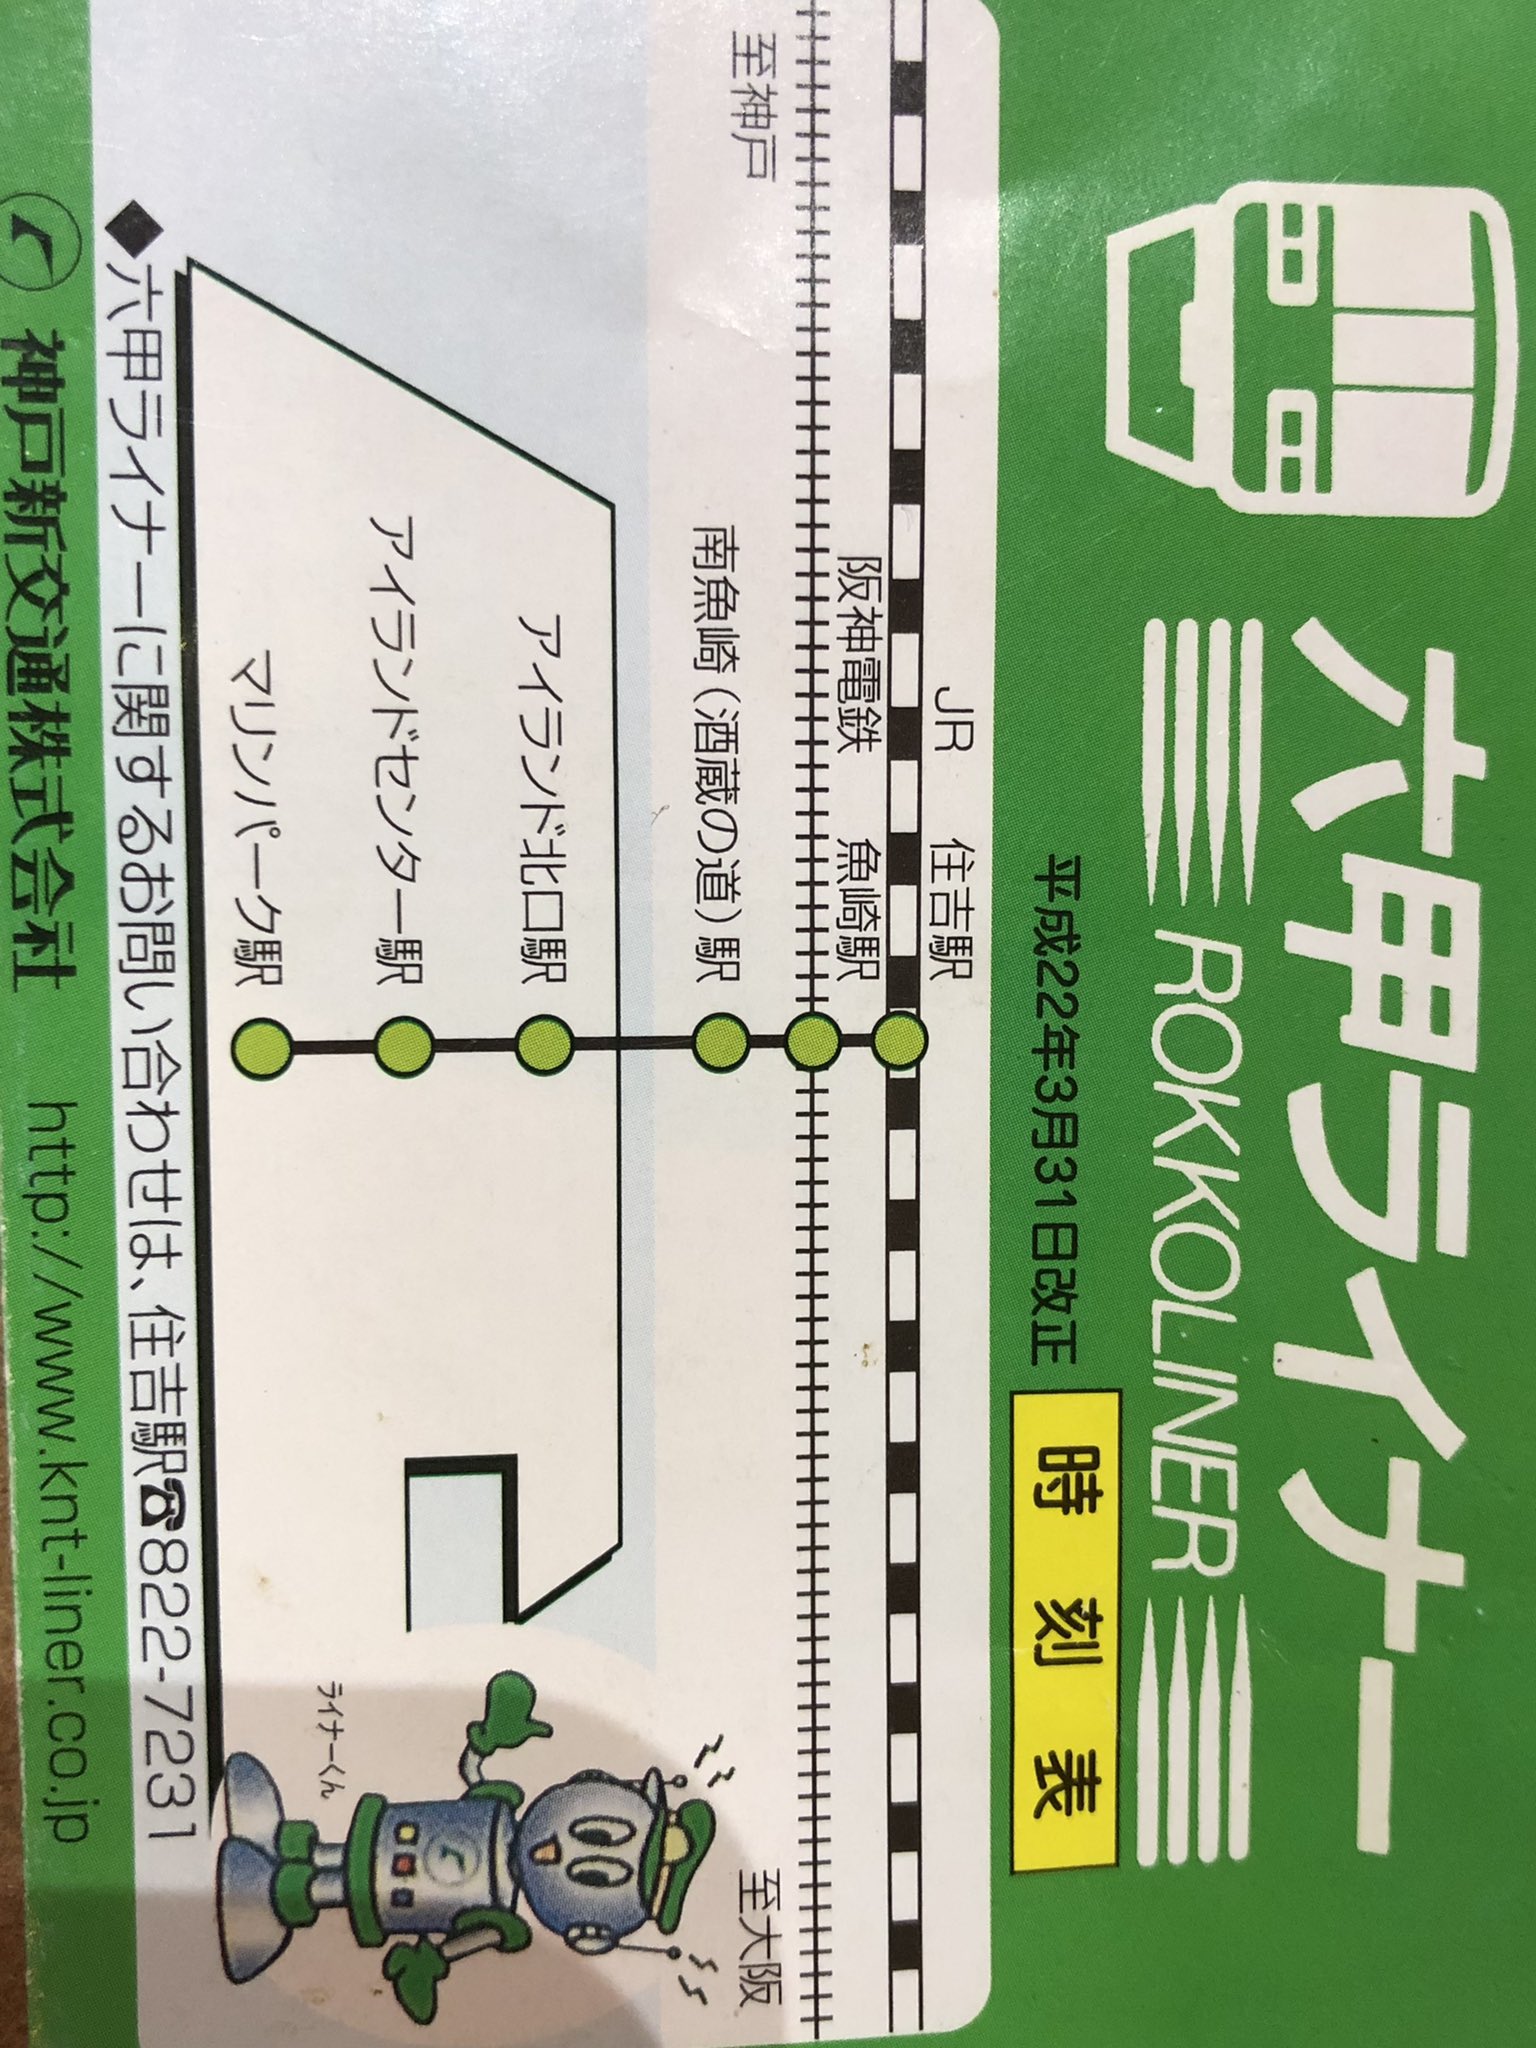 六甲ライナー
ROKKOLINER
平成22年3月31日改正
時刻表
JR 住吉駅
阪神電鉄 魚崎駅
至神戸
至大阪
南魚崎(酒蔵の道)駅
アイランド北口駅
アイランドセンター駅
マリンパーク駅
ライナーくん
◆六甲ライナーに関するお問い合わせは、住吉駅☎822-7231
神戸新交通株式会社 http://www.knt-liner.co.jp